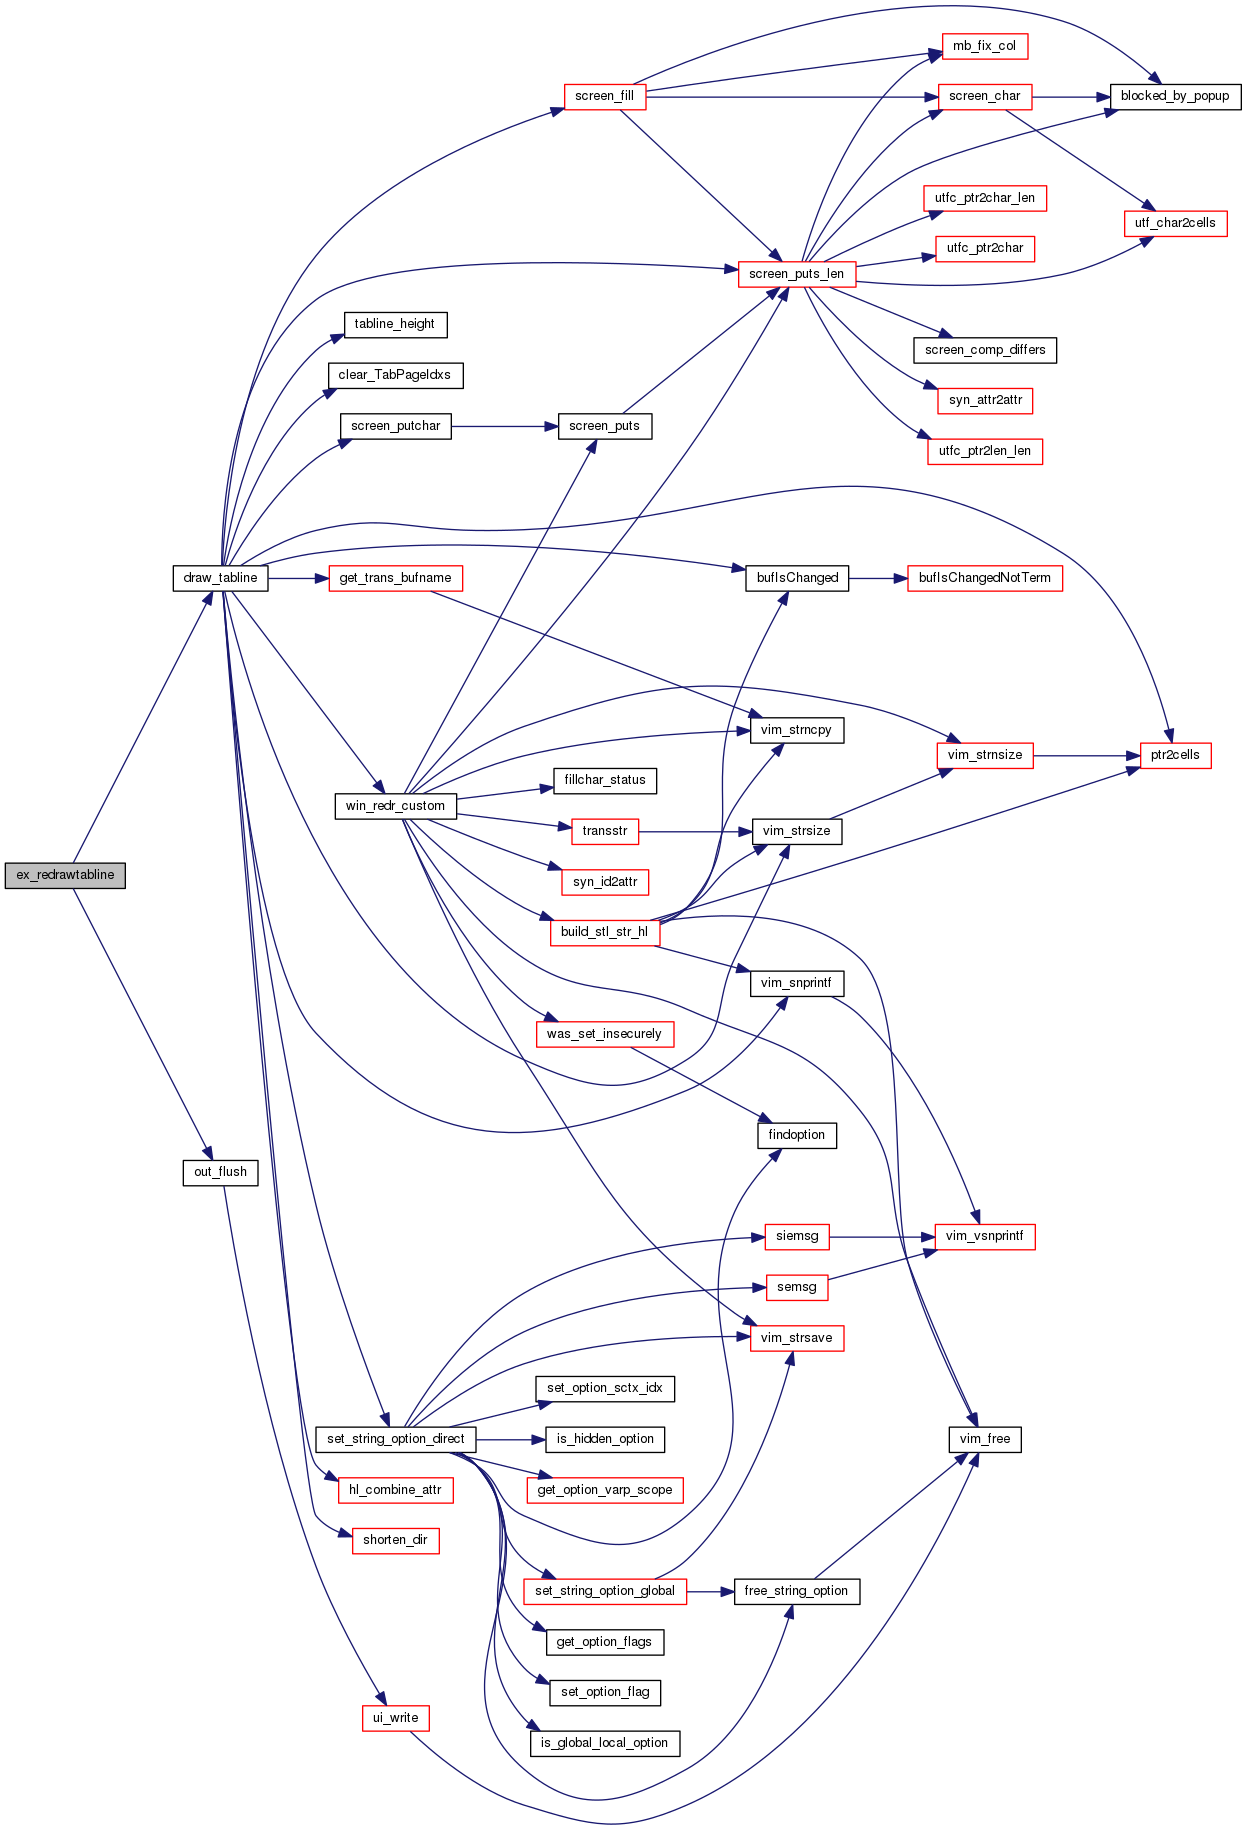 mb_fix_col
screen_fill
screen_char
blocked_by_popup
utfc_ptr2char_len
utf_char2cells
utfc_ptr2char
screen_puts_len
tabline_height
screen_comp_differs
clear_TabPageIdxs
syn_attr2attr
screen_putchar
screen_puts
utfc_ptr2len_len
draw_tabline
get_trans_bufname
bufIsChanged
bufIsChangedNotTerm
vim_strncpy
vim_strnsize
ptr2cells
fillchar_status
win_redr_custom
transstr
vim_strsize
ex_redrawtabline
syn_id2attr
build_stl_str_hl
vim_snprintf
was_set_insecurely
findoption
out_flush
siemsg
vim_vsnprintf
semsg
vim_strsave
set_option_sctx_idx
set_string_option_direct
is_hidden_option
vim_free
hl_combine_attr
get_option_varp_scope
shorten_dir
set_string_option_global
free_string_option
get_option_flags
set_option_flag
ui_write
is_global_local_option